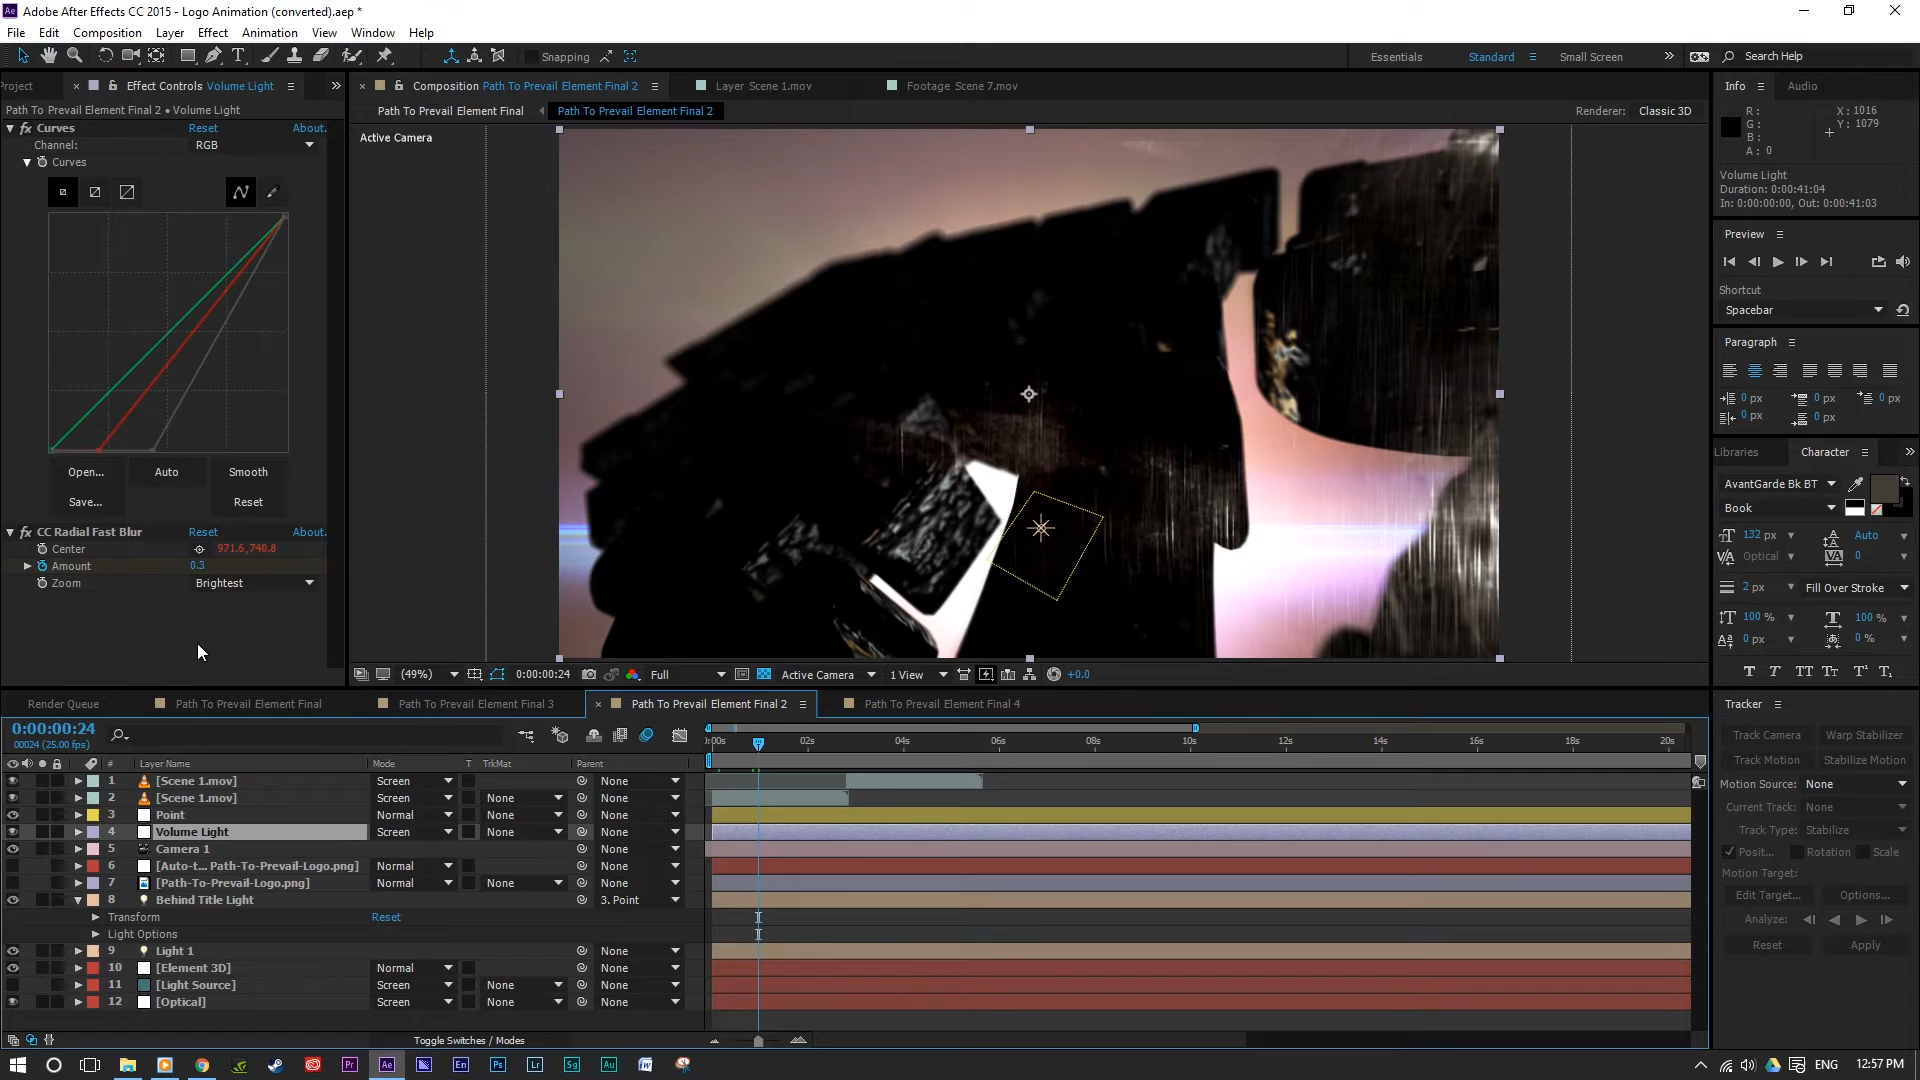 Adobe After Effects CC 2015 - Logo Animation (converted).aep *
File Edit Composition Layer Effect Animation View Window Help
Snapping
Essentials Standard Small Screen Search Help
Project Effect Controls Volume Light
Composition Path To Prevail Element Final 2 Layer Scene 1.mov Footage Scene 7.mov
Info Audio
Path To Prevail Element Final 2 • Volume Light
Path To Prevail Element Final Path To Prevail Element Final 2
Renderer: Classic 3D
Active Camera
R:
G:
B:
A: 0
X: 1016
Y: 1079
Volume Light
Duration: 0:00:41:04
In: 0:00:00:00, Out: 0:00:41:03
fx Curves Reset About.
Channel: RGB
Curves
Open... Auto Smooth
Save... Reset
fx CC Radial Fast Blur Reset About.
Center 971.6,740.8
Amount 0.3
Zoom Brightest
Preview
Shortcut
Spacebar
Paragraph
0 px 0 px 0 px
0 px 0 px
Libraries Character
AvantGarde Bk BT
Book
132 px Auto
Optical 0
2 px Fill Over Stroke
100 % 100 %
0 px 0 %
(49%) 0:00:00:24 Full Active Camera 1 View +0.0
Render Queue Path To Prevail Element Final Path To Prevail Element Final 3 Path To Prevail Element Final 2 Path To Prevail Element Final 4
0:00:00:24
00024 (25.00 fps)
02s 04s 06s 08s 10s 12s 14s 16s 18s 20s
# Layer Name Mode T TrkMat Parent
1 [Scene 1.mov] Screen None
2 [Scene 1.mov] Screen None None
3 Point Normal None None
4 Volume Light Screen None None
5 Camera 1 None
6 [Auto-t... Path-To-Prevail-Logo.png] Normal None
7 [Path-To-Prevail-Logo.png] Normal None None
8 Behind Title Light 3. Point
Transform Reset
Light Options
9 Light 1 None
10 [Element 3D] Normal None
11 [Light Source] Screen None None
12 [Optical] Screen None None
Toggle Switches / Modes
Tracker
Track Camera Warp Stabilizer
Track Motion Stabilize Motion
Motion Source: None
Current Track: None
Track Type: Stabilize
Posit... Rotation Scale
Motion Target:
Edit Target... Options...
Analyze:
Reset Apply
ENG 12:57 PM